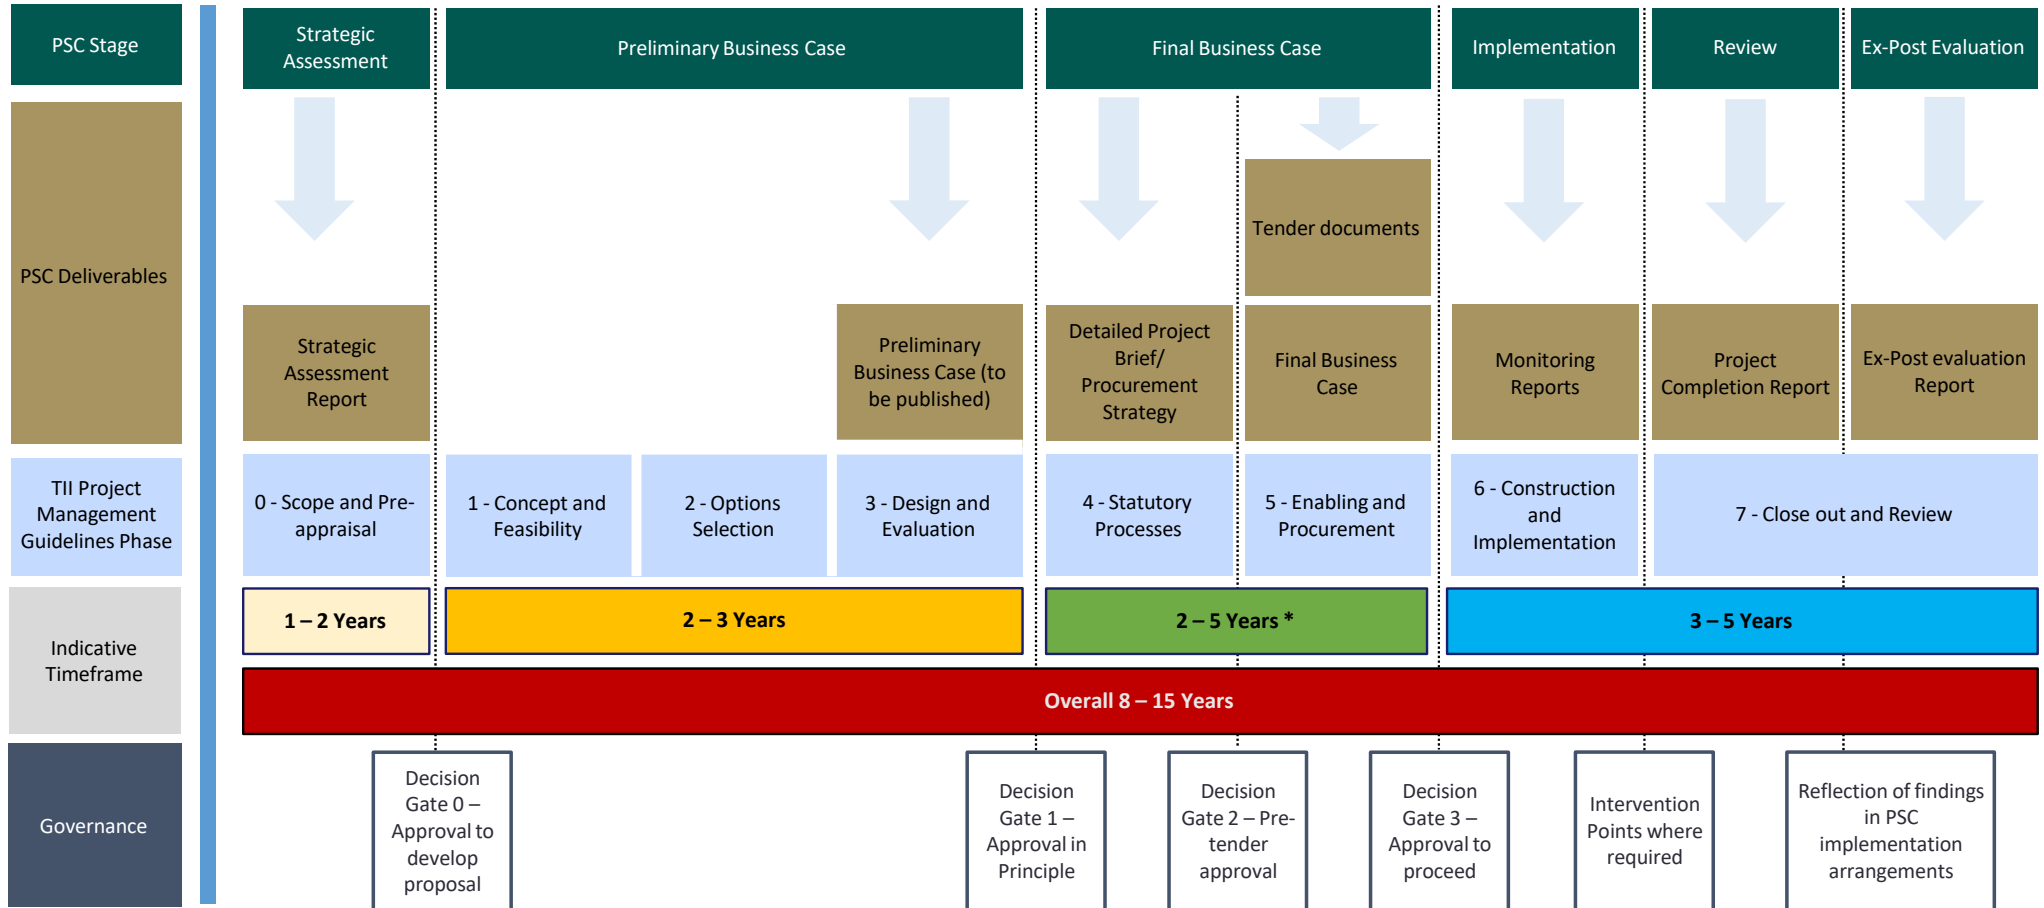 PSC Stage
Strategic
Assessment
Preliminary Business Case
Final Business Case
Implementation
Review
Ex-Post Evaluation
PSC Deliverables
Tender documents
Strategic
Assessment
Report
Preliminary
Business Case (to
be published)
Detailed Project
Brief/
Procurement
Strategy
Final Business
Case
Monitoring
Reports
Project
Completion Report
Ex-Post evaluation
Report
TII Project
Management
Guidelines Phase
0 - Scope and Pre-
appraisal
1 - Concept and
Feasibility
2 - Options
Selection
3 - Design and
Evaluation
4 - Statutory
Processes
5 - Enabling and
Procurement
6 - Construction
and
Implementation
7 - Close out and Review
Indicative
Timeframe
1 – 2 Years
2 – 3 Years
2 – 5 Years *
3 – 5 Years
Overall 8 – 15 Years
Governance
Decision
Gate 0 –
Approval to
develop
proposal
Decision
Gate 1 –
Approval in
Principle
Decision
Gate 2 – Pre-
tender
approval
Decision
Gate 3 –
Approval to
proceed
Intervention
Points where
required
Reflection of findings
in PSC
implementation
arrangements